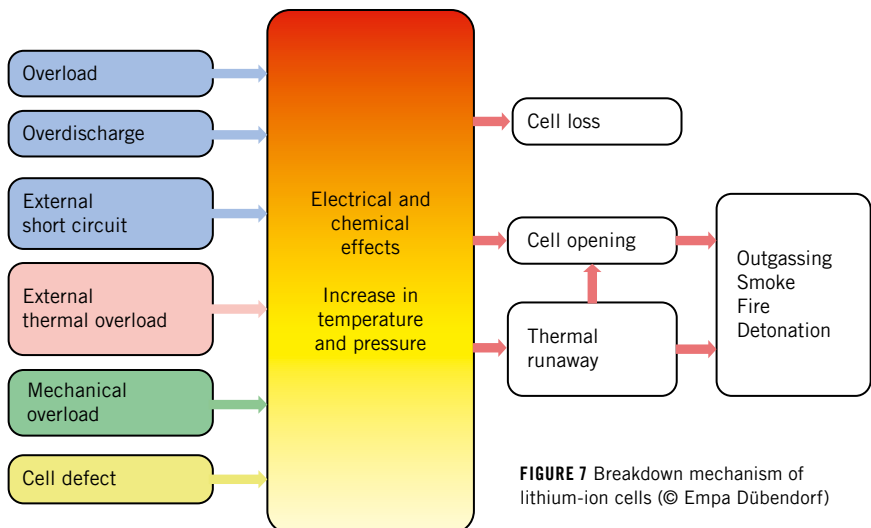 Overload
Overdischarge
External
short circuit
External
thermal overload
Mechanical
overload
Cell defect
Electrical and
chemical
effects
Increase in
temperature
and pressure
Cell loss
Cell opening
Thermal
runaway
Outgassing
Smoke
Fire
Detonation
FIGURE 7 Breakdown mechanism of
lithium-ion cells (© Empa Dübendorf)